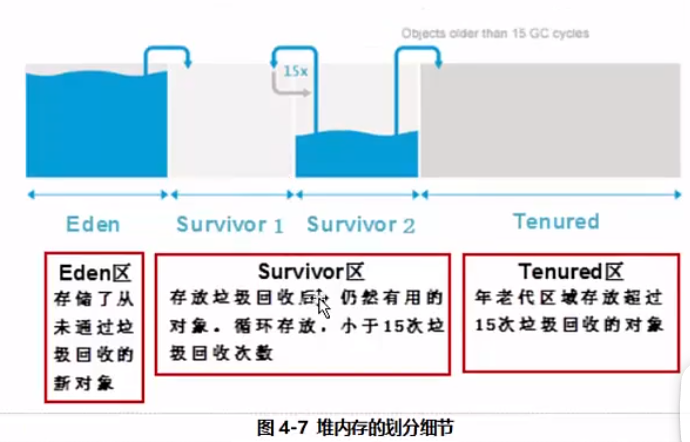 Objects older than 15 GC cycles
15x
Eden
Survivor 1
Survivor 2
Tenured
Eden区
存储了从
未通过垃
圾回收的
新对象
Survivor区
存放垃圾回收后，仍然有用的
对象。循环存放，小于15次垃
圾回收次数
Tenured区
年老代区域存放超过
15次垃圾回收的对象
图 4-7 堆内存的划分细节